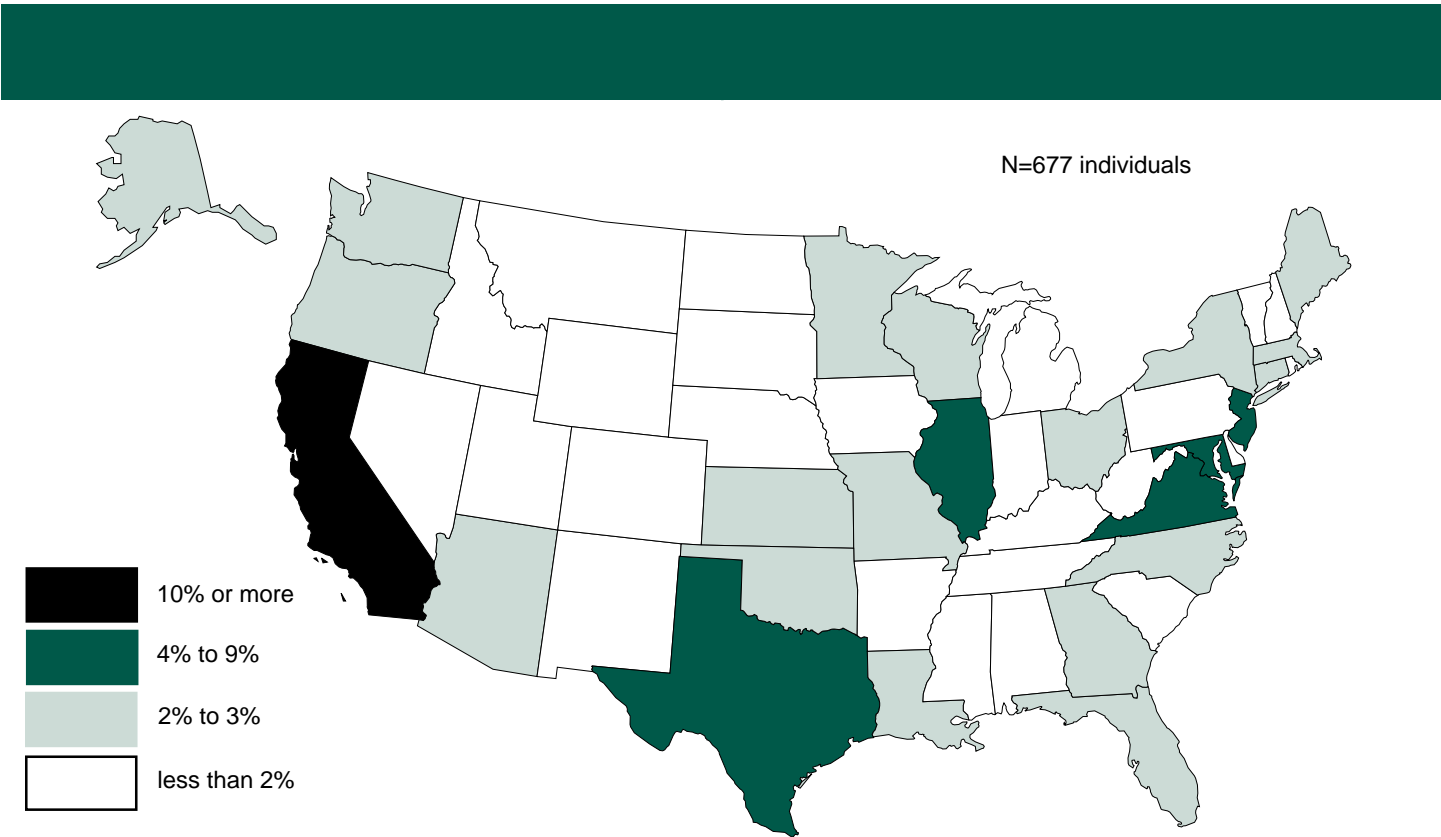 N=677 individuals
10% or more
4% to 9%
2% to 3%
less than 2%